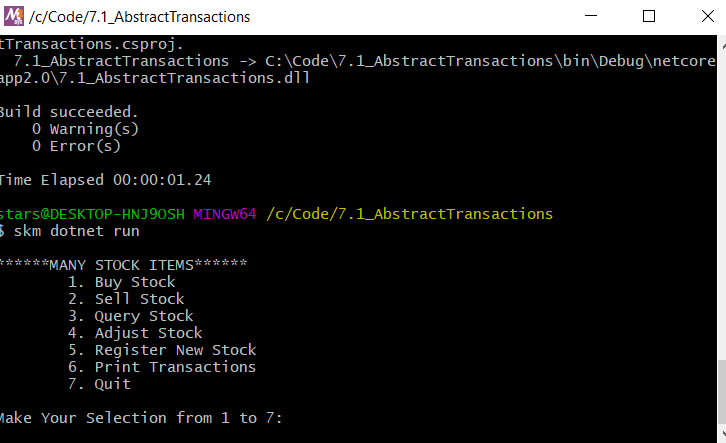 /c/Code/7.1_AbstractTransactions
tTransactions.csproj.
7.1_AbstractTransactions -> C:\Code\7.1_AbstractTransactions\bin\Debug\netcore
app2.0\7.1_AbstractTransactions.dll
Build succeeded.
0 Warning(s)
0 Error(s)
Time Elapsed 00:00:01.24
stars@DESKTOP-HNJ9OSH MINGW64 /c/Code/7.1_AbstractTransactions
$ skm dotnet run
******MANY STOCK ITEMS******
1. Buy Stock
2. Sell Stock
3. Query Stock
4. Adjust Stock
5. Register New Stock
6. Print Transactions
7. Quit
Make Your Selection from 1 to 7: